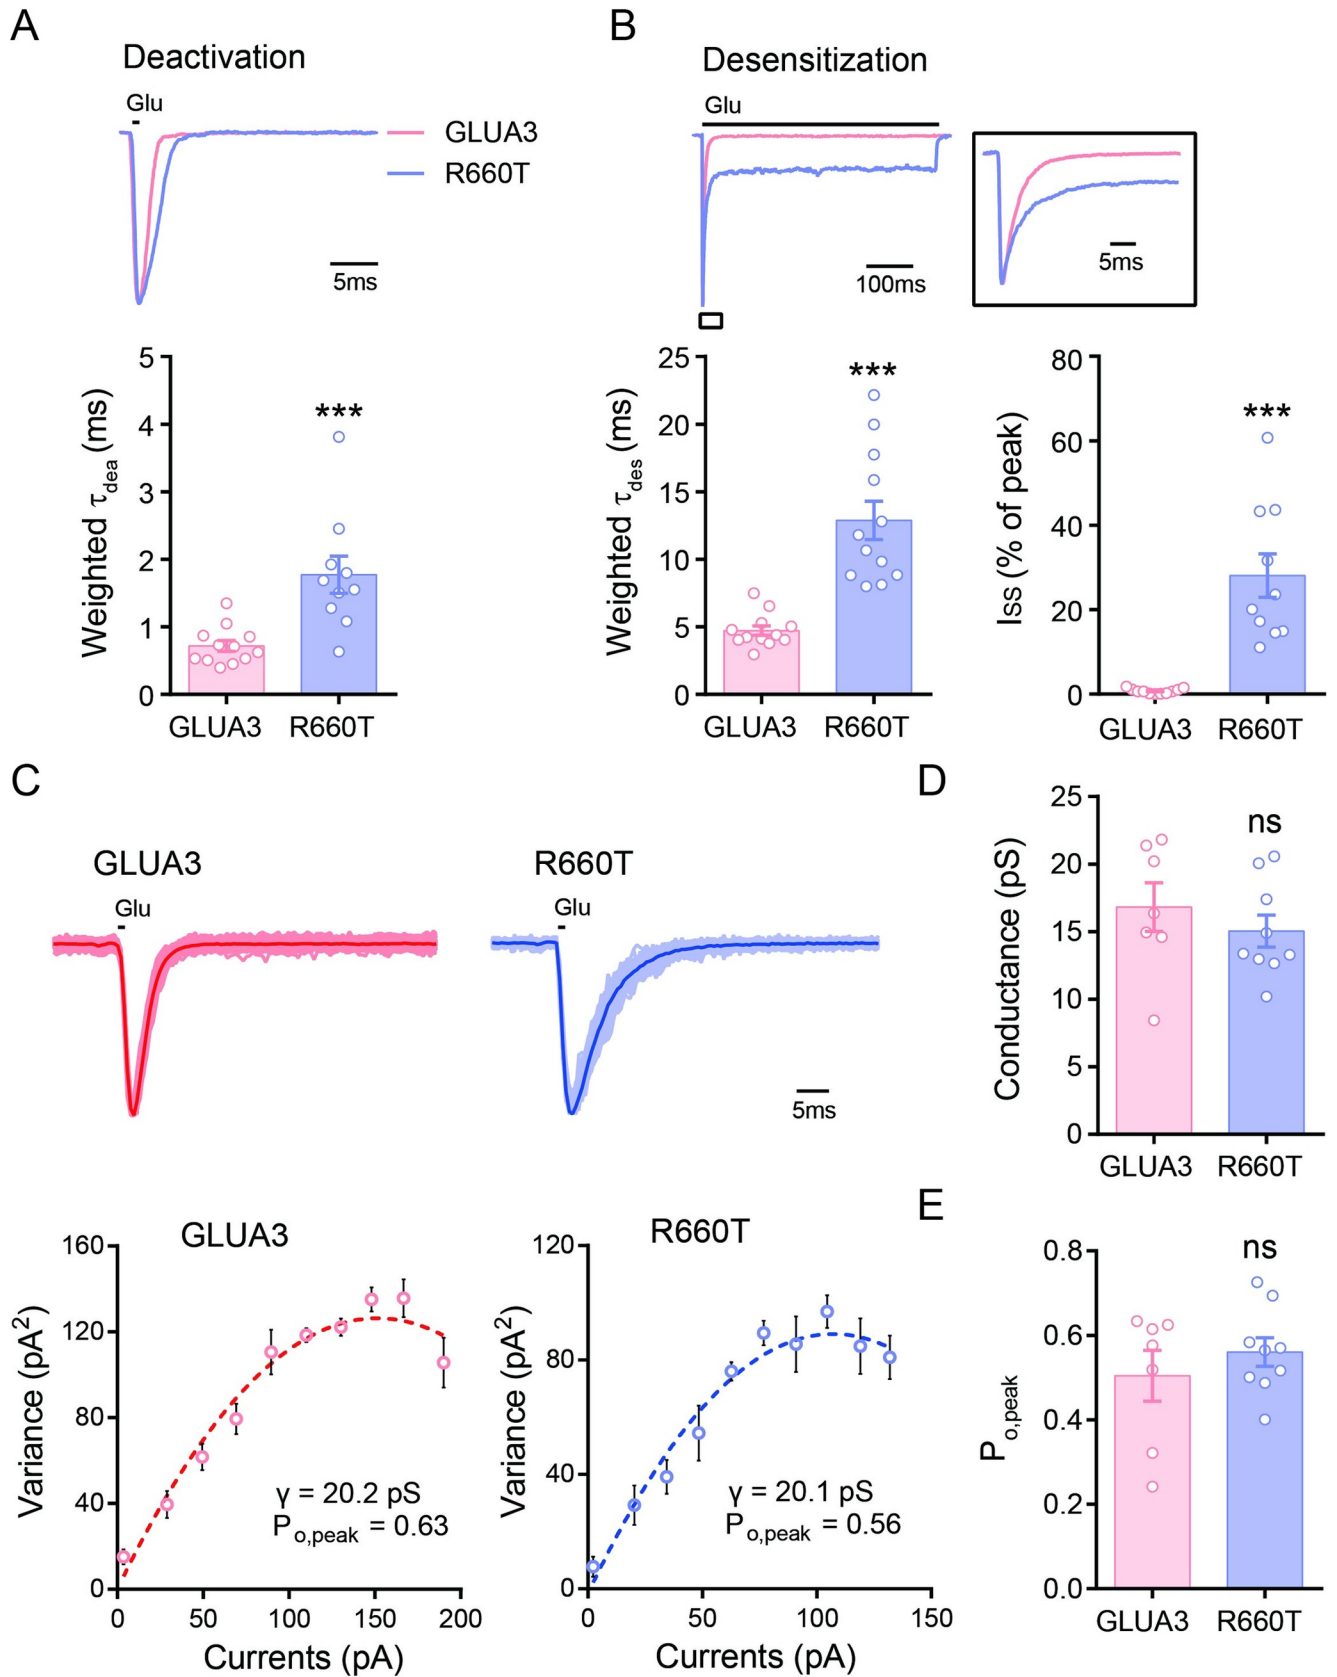 A
Deactivation
Glu
GLUA3
R660T
5ms
5
4
3
2
1
0
Weighted τdea (ms)
***
GLUA3
R660T
B
Desensitization
Glu
100ms
5ms
25
20
15
10
5
0
Weighted τdes (ms)
***
GLUA3
R660T
80
60
40
20
0
Iss (% of peak)
***
GLUA3
R660T
C
GLUA3
Glu
R660T
Glu
5ms
GLUA3
160
120
80
40
0
Variance (pA²)
γ = 20.2 pS
Po,peak = 0.63
0 50 100 150 200
Currents (pA)
R660T
120
80
40
0
Variance (pA²)
γ = 20.1 pS
Po,peak = 0.56
0 50 100 150
Currents (pA)
D
25
20
15
10
5
0
Conductance (pS)
ns
GLUA3
R660T
E
0.8
0.6
0.4
0.2
0.0
Po,peak
ns
GLUA3
R660T